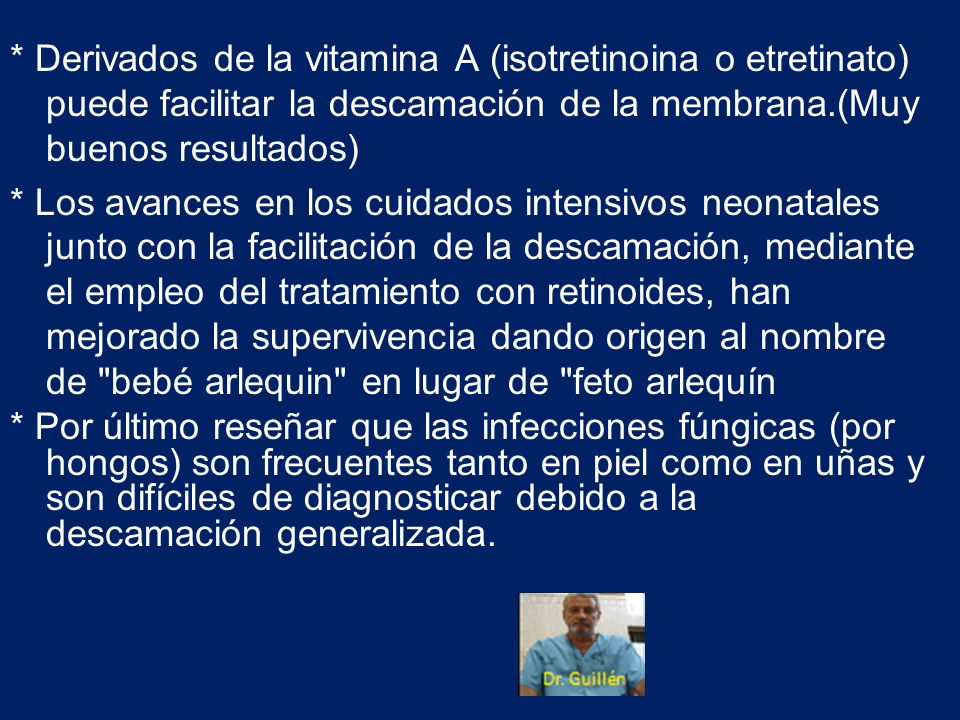 * Derivados de la vitamina A (isotretinoina o etretinato)
puede facilitar la descamación de la membrana.(Muy
buenos resultados)
* Los avances en los cuidados intensivos neonatales
junto con la facilitación de la descamación, mediante
el empleo del tratamiento con retinoides, han
mejorado la supervivencia dando origen al nombre
de "bebé arlequin" en lugar de "feto arlequín
* Por último reseñar que las infecciones fúngicas (por
hongos) son frecuentes tanto en piel como en uñas y
son difíciles de diagnosticar debido a la
descamación generalizada.
Dr. Guillén